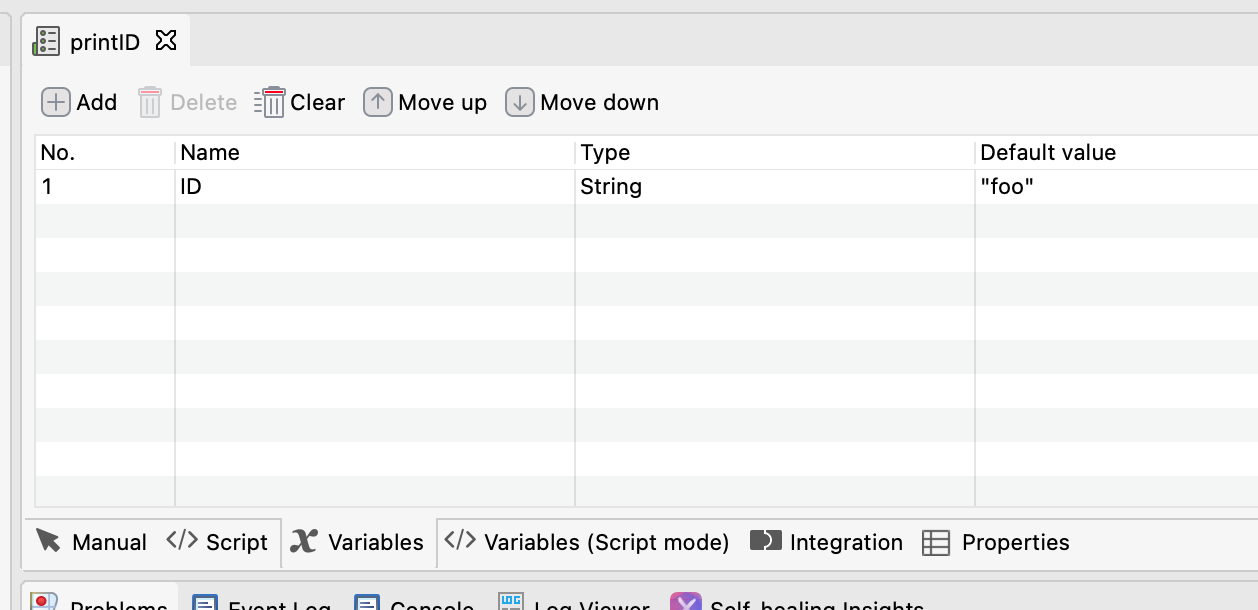 printID
Add Delete Clear Move up Move down
No. Name Type Default value
1 ID String "foo"
Manual Script Variables Variables (Script mode) Integration Properties
Problems Event Log Console LOG Log Viewer Self-healing Insights